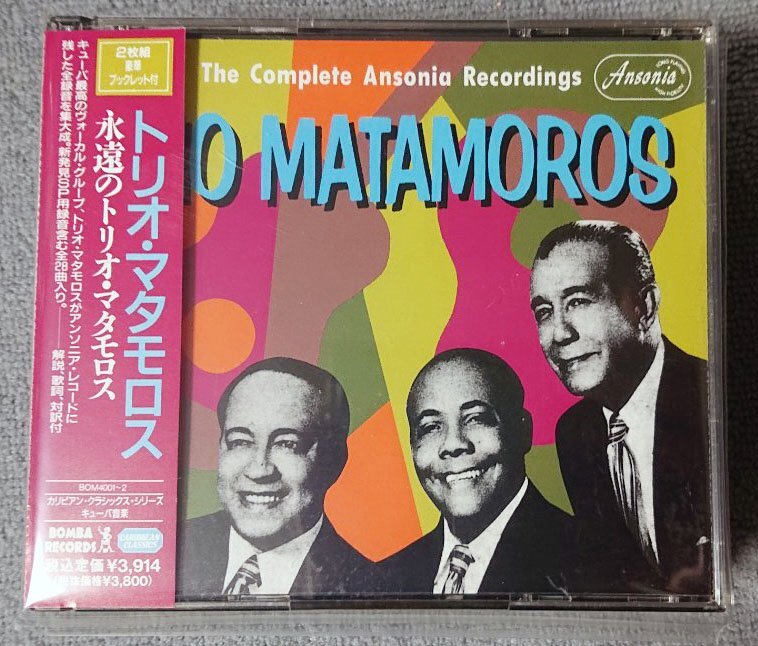 2枚組
豪華
ブックレット付
トリオ・マタモロス
永遠のトリオ・マタモロス
キューバ最高のヴォーカル・グループ、トリオ・マタモロスがアンソニア・レコードに
残した全録音を集大成。新発見SP用録音含む全28曲入り。
解説、歌詞、対訳付
BOM4001~2
カリビアン・クラシックス・シリーズ
キューバ音楽
BOMBA
RECORDS
CARIBBEAN
CLASSICS
税込定価¥3,914
(税抜価格¥3,800)
The Complete Ansonia Recordings
LONG PLAYING
Ansonia
HIGH FIDELITY
IO MATAMOROS